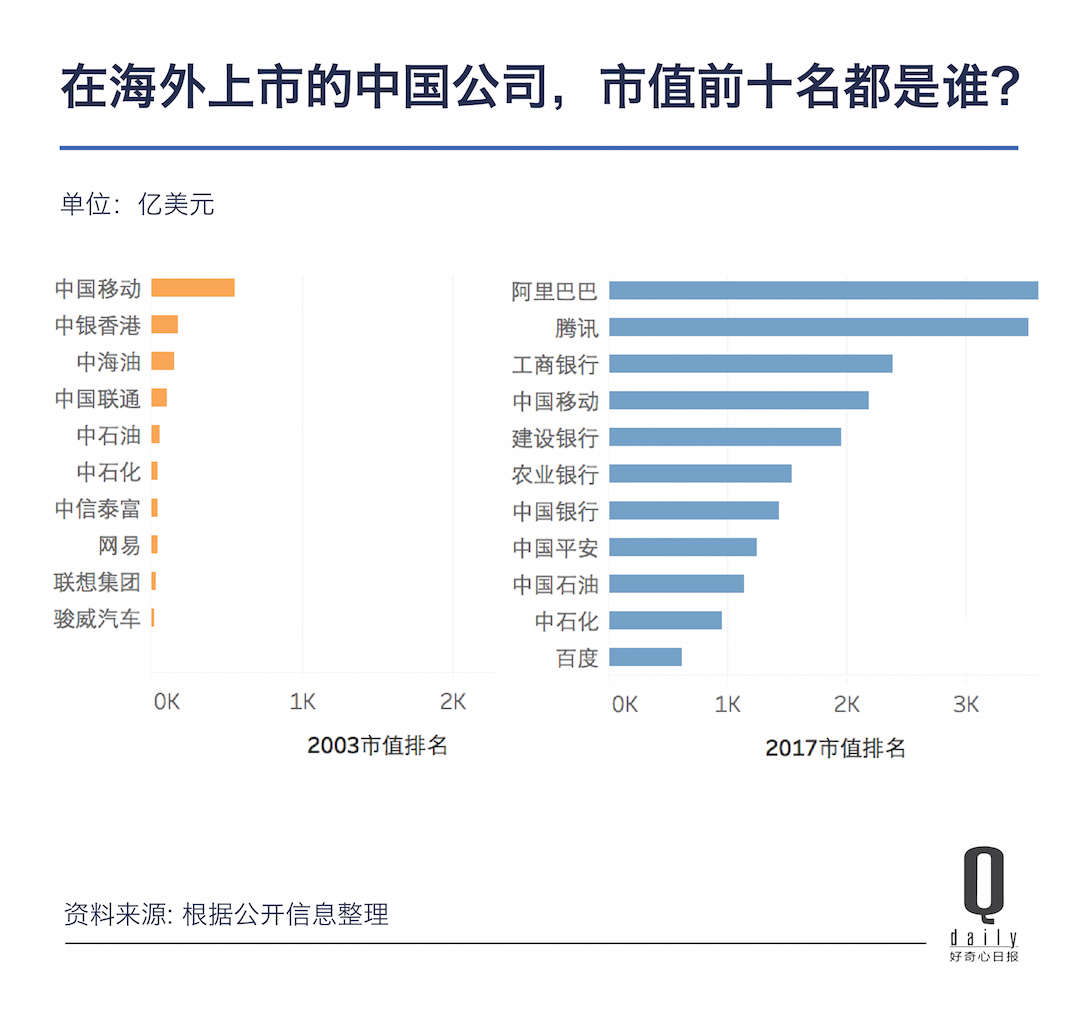 在海外上市的中国公司，市值前十名都是谁？
单位：亿美元
中国移动
中银香港
中海油
中国联通
中石油
中石化
中信泰富
网易
联想集团
骏威汽车
0K 1K 2K
2003市值排名
阿里巴巴
腾讯
工商银行
中国移动
建设银行
农业银行
中国银行
中国平安
中国石油
中石化
百度
0K 1K 2K 3K
2017市值排名
资料来源: 根据公开信息整理
Q
daily
好奇心日报